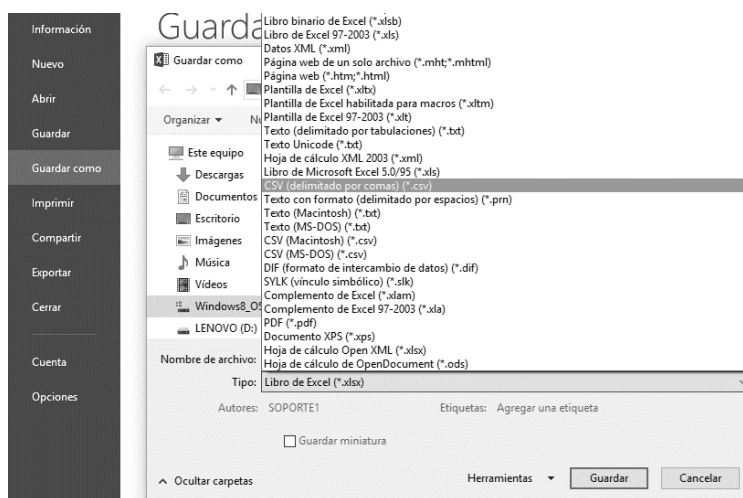 Información
Nuevo
Abrir
Guardar
Guardar como
Imprimir
Compartir
Exportar
Cerrar
Cuenta
Opciones
Guarda
Guardar como
Organizar
Este equipo
Descargas
Documentos
Escritorio
Imágenes
Música
Vídeos
Windows8_OS
LENOVO (D:)
Libro binario de Excel (*.xlsb)
Libro de Excel 97-2003 (*.xls)
Datos XML (*.xml)
Página web de un solo archivo (*.mht;*.mhtml)
Página web (*.htm;*.html)
Plantilla de Excel (*.xltx)
Plantilla de Excel habilitada para macros (*.xltm)
Plantilla de Excel 97-2003 (*.xlt)
Texto (delimitado por tabulaciones) (*.txt)
Texto Unicode (*.txt)
Hoja de cálculo XML 2003 (*.xml)
Libro de Microsoft Excel 5.0/95 (*.xls)
CSV (delimitado por comas) (*.csv)
Texto con formato (delimitado por espacios) (*.prn)
Texto (Macintosh) (*.txt)
Texto (MS-DOS) (*.txt)
CSV (Macintosh) (*.csv)
CSV (MS-DOS) (*.csv)
DIF (formato de intercambio de datos) (*.dif)
SYLK (vínculo simbólico) (*.slk)
Complemento de Excel (*.xlam)
Complemento de Excel 97-2003 (*.xla)
PDF (*.pdf)
Documento XPS (*.xps)
Hoja de cálculo Open XML (*.xlsx)
Hoja de cálculo de OpenDocument (*.ods)
Nombre de archivo:
Tipo: Libro de Excel (*.xlsx)
Autores: SOPORTE1 Etiquetas: Agregar una etiqueta
Guardar miniatura
Ocultar carpetas Herramientas Guardar Cancelar